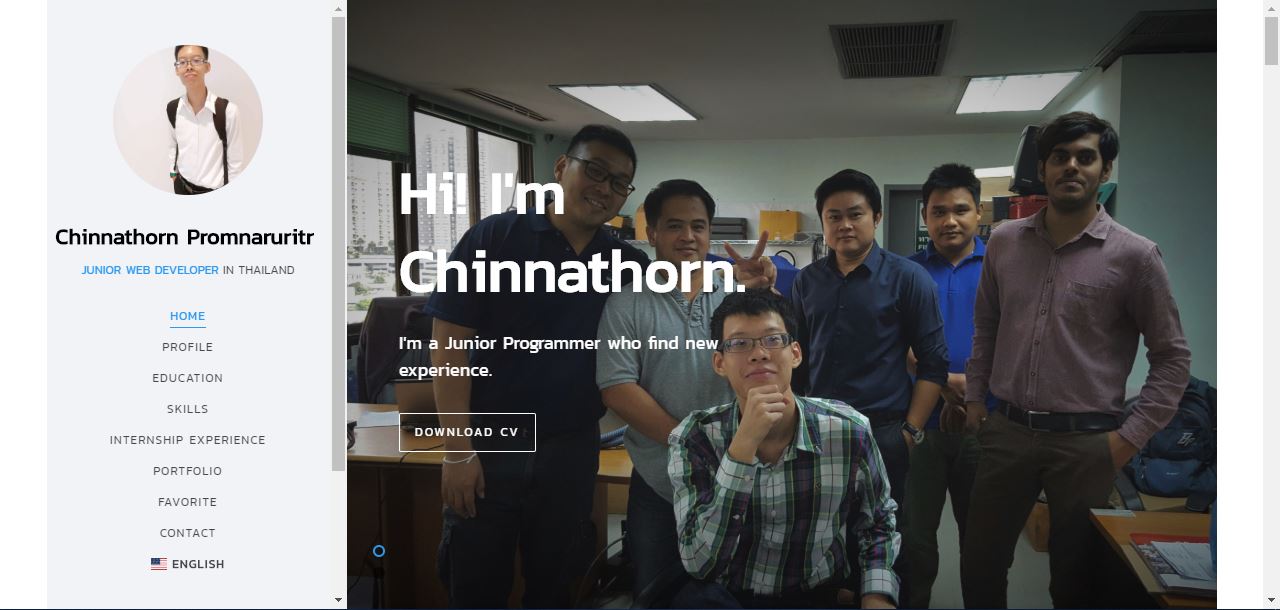 Chinnathorn Promnaruritr
JUNIOR WEB DEVELOPER IN THAILAND
HOME
PROFILE
EDUCATION
SKILLS
INTERNSHIP EXPERIENCE
PORTFOLIO
FAVORITE
CONTACT
ENGLISH
Hi! I'm
Chinnathorn.
I'm a Junior Programmer who find new
experience.
DOWNLOAD CV